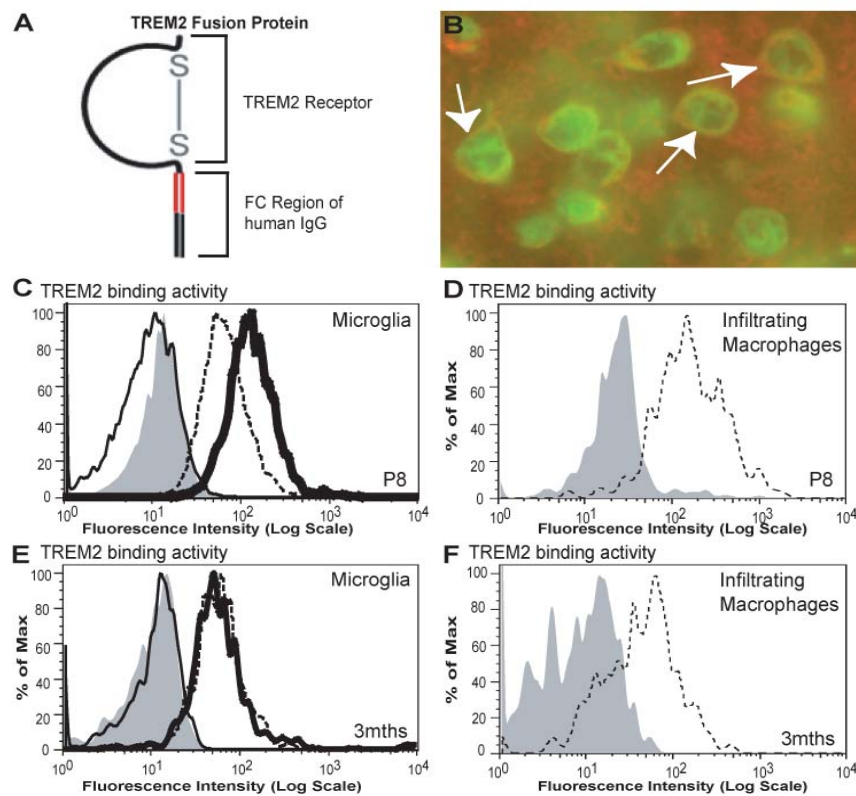 A
TREM2 Fusion Protein
S
S
TREM2 Receptor
FC Region of
human IgG
B
C TREM2 binding activity
Microglia
% of Max
100
80
60
40
20
0
P8
10^0 10^1 10^2 10^3 10^4
Fluorescence Intensity (Log Scale)
D TREM2 binding activity
Infiltrating
Macrophages
% of Max
100
80
60
40
20
0
P8
10^0 10^1 10^2 10^3 10^4
Fluorescence Intensity (Log Scale)
E TREM2 binding activity
Microglia
% of Max
100
80
60
40
20
0
3mths
10^0 10^1 10^2 10^3 10^4
Fluorescence Intensity (Log Scale)
F TREM2 binding activity
Infiltrating
Macrophages
% of Max
100
80
60
40
20
0
3mths
10^0 10^1 10^2 10^3 10^4
Fluorescence Intensity (Log Scale)